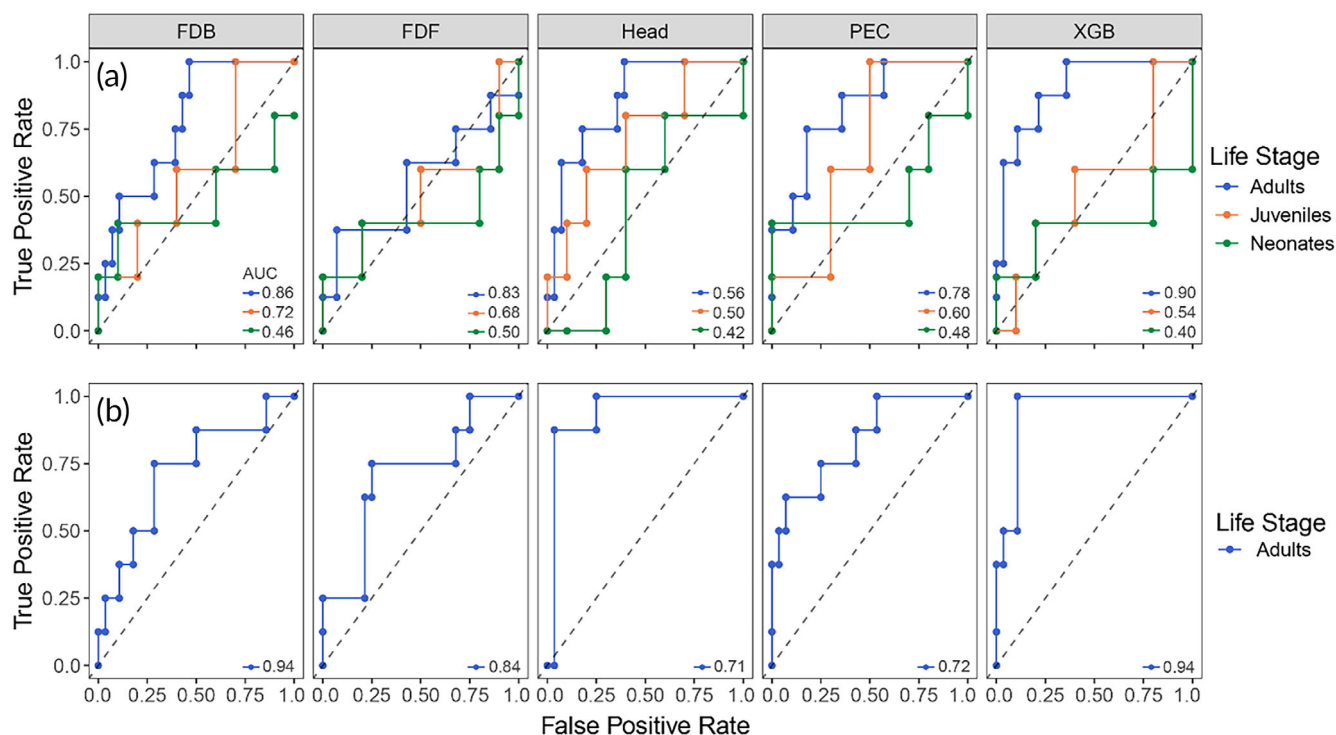 FDB FDF Head PEC XGB
(a)
True Positive Rate
1.0
0.75
0.50
0.25
0.0
AUC
0.86
0.72
0.46
0.83
0.68
0.50
0.56
0.50
0.42
0.78
0.60
0.48
0.90
0.54
0.40
Life Stage
Adults
Juveniles
Neonates
(b)
True Positive Rate
1.0
0.75
0.50
0.25
0.0
0.94
0.84
0.71
0.72
0.94
Life Stage
Adults
0.0 0.25 0.50 0.75 1.0 0.0 0.25 0.50 0.75 1.0 0.0 0.25 0.50 0.75 1.0 0.0 0.25 0.50 0.75 1.0 0.0 0.25 0.50 0.75 1.0
False Positive Rate